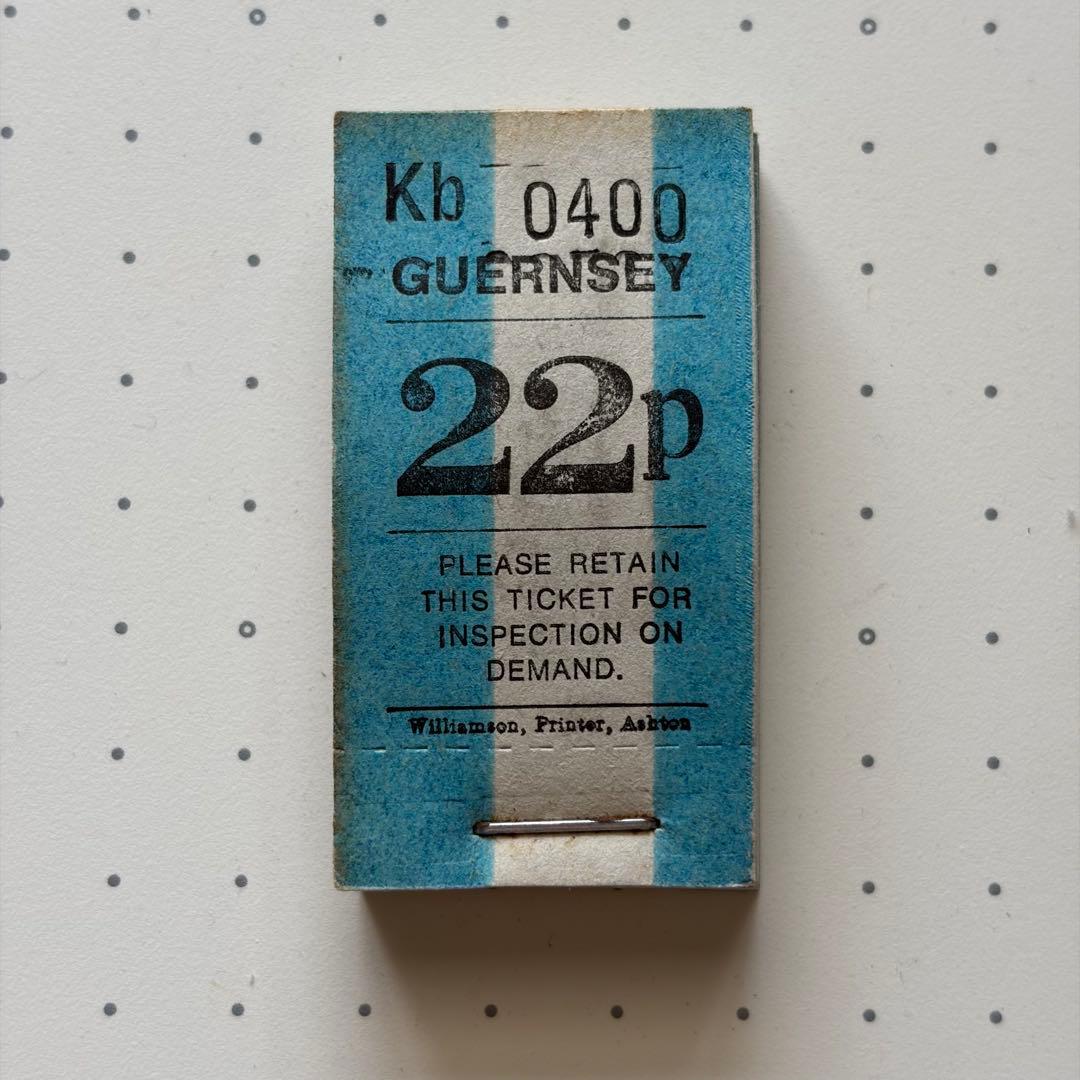 Kb 0400
GUERNSEY
22p
PLEASE RETAIN
THIS TICKET FOR
INSPECTION ON
DEMAND.
Williamson, Printer, Ashton